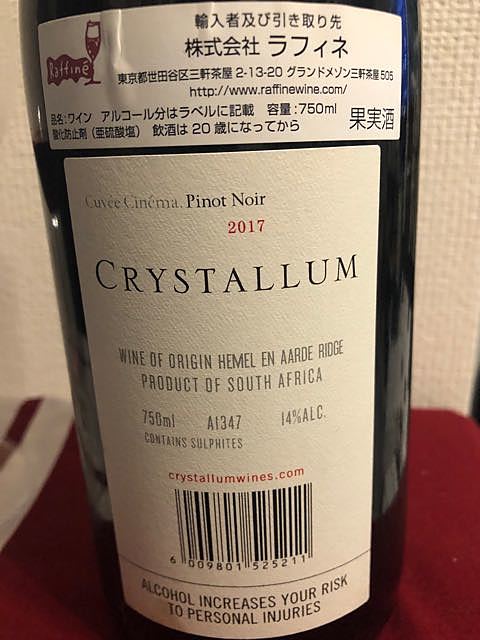 Raffiné
輸入者及び引き取り先
株式会社 ラフィネ
東京都世田谷区三軒茶屋 2-13-20 グランドメゾン三軒茶屋 505
http://www.raffinewine.com/
品名:ワイン アルコール分はラベルに記載 容量:750ml
酸化防止剤(亜硫酸塩) 飲酒は20歳になってから 果実酒
Cuvée Cinéma. Pinot Noir
2017
CRYSTALLUM
WINE OF ORIGIN HEMEL EN AARDE RIDGE
PRODUCT OF SOUTH AFRICA
750ml A1347 14%ALC.
CONTAINS SULPHITES
crystallumwines.com
6 009801 525211
ALCOHOL INCREASES YOUR RISK
TO PERSONAL INJURIES